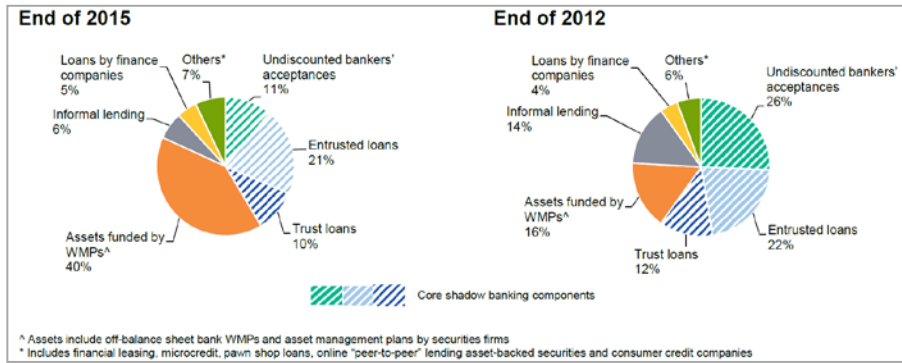 End of 2015
Loans by finance
companies
5%
Others*
7%
Undiscounted bankers'
acceptances
11%
Informal lending
6%
Entrusted loans
21%
Assets funded by
WMPs^
40%
Trust loans
10%
End of 2012
Loans by finance
companies
4%
Others*
6%
Undiscounted bankers'
acceptances
26%
Informal lending
14%
Assets funded by
WMPs^
16%
Trust loans
12%
Entrusted loans
22%
Core shadow banking components
^ Assets include off-balance sheet bank WMPs and asset management plans by securities firms
* Includes financial leasing, microcredit, pawn shop loans, online "peer-to-peer" lending asset-backed securities and consumer credit companies